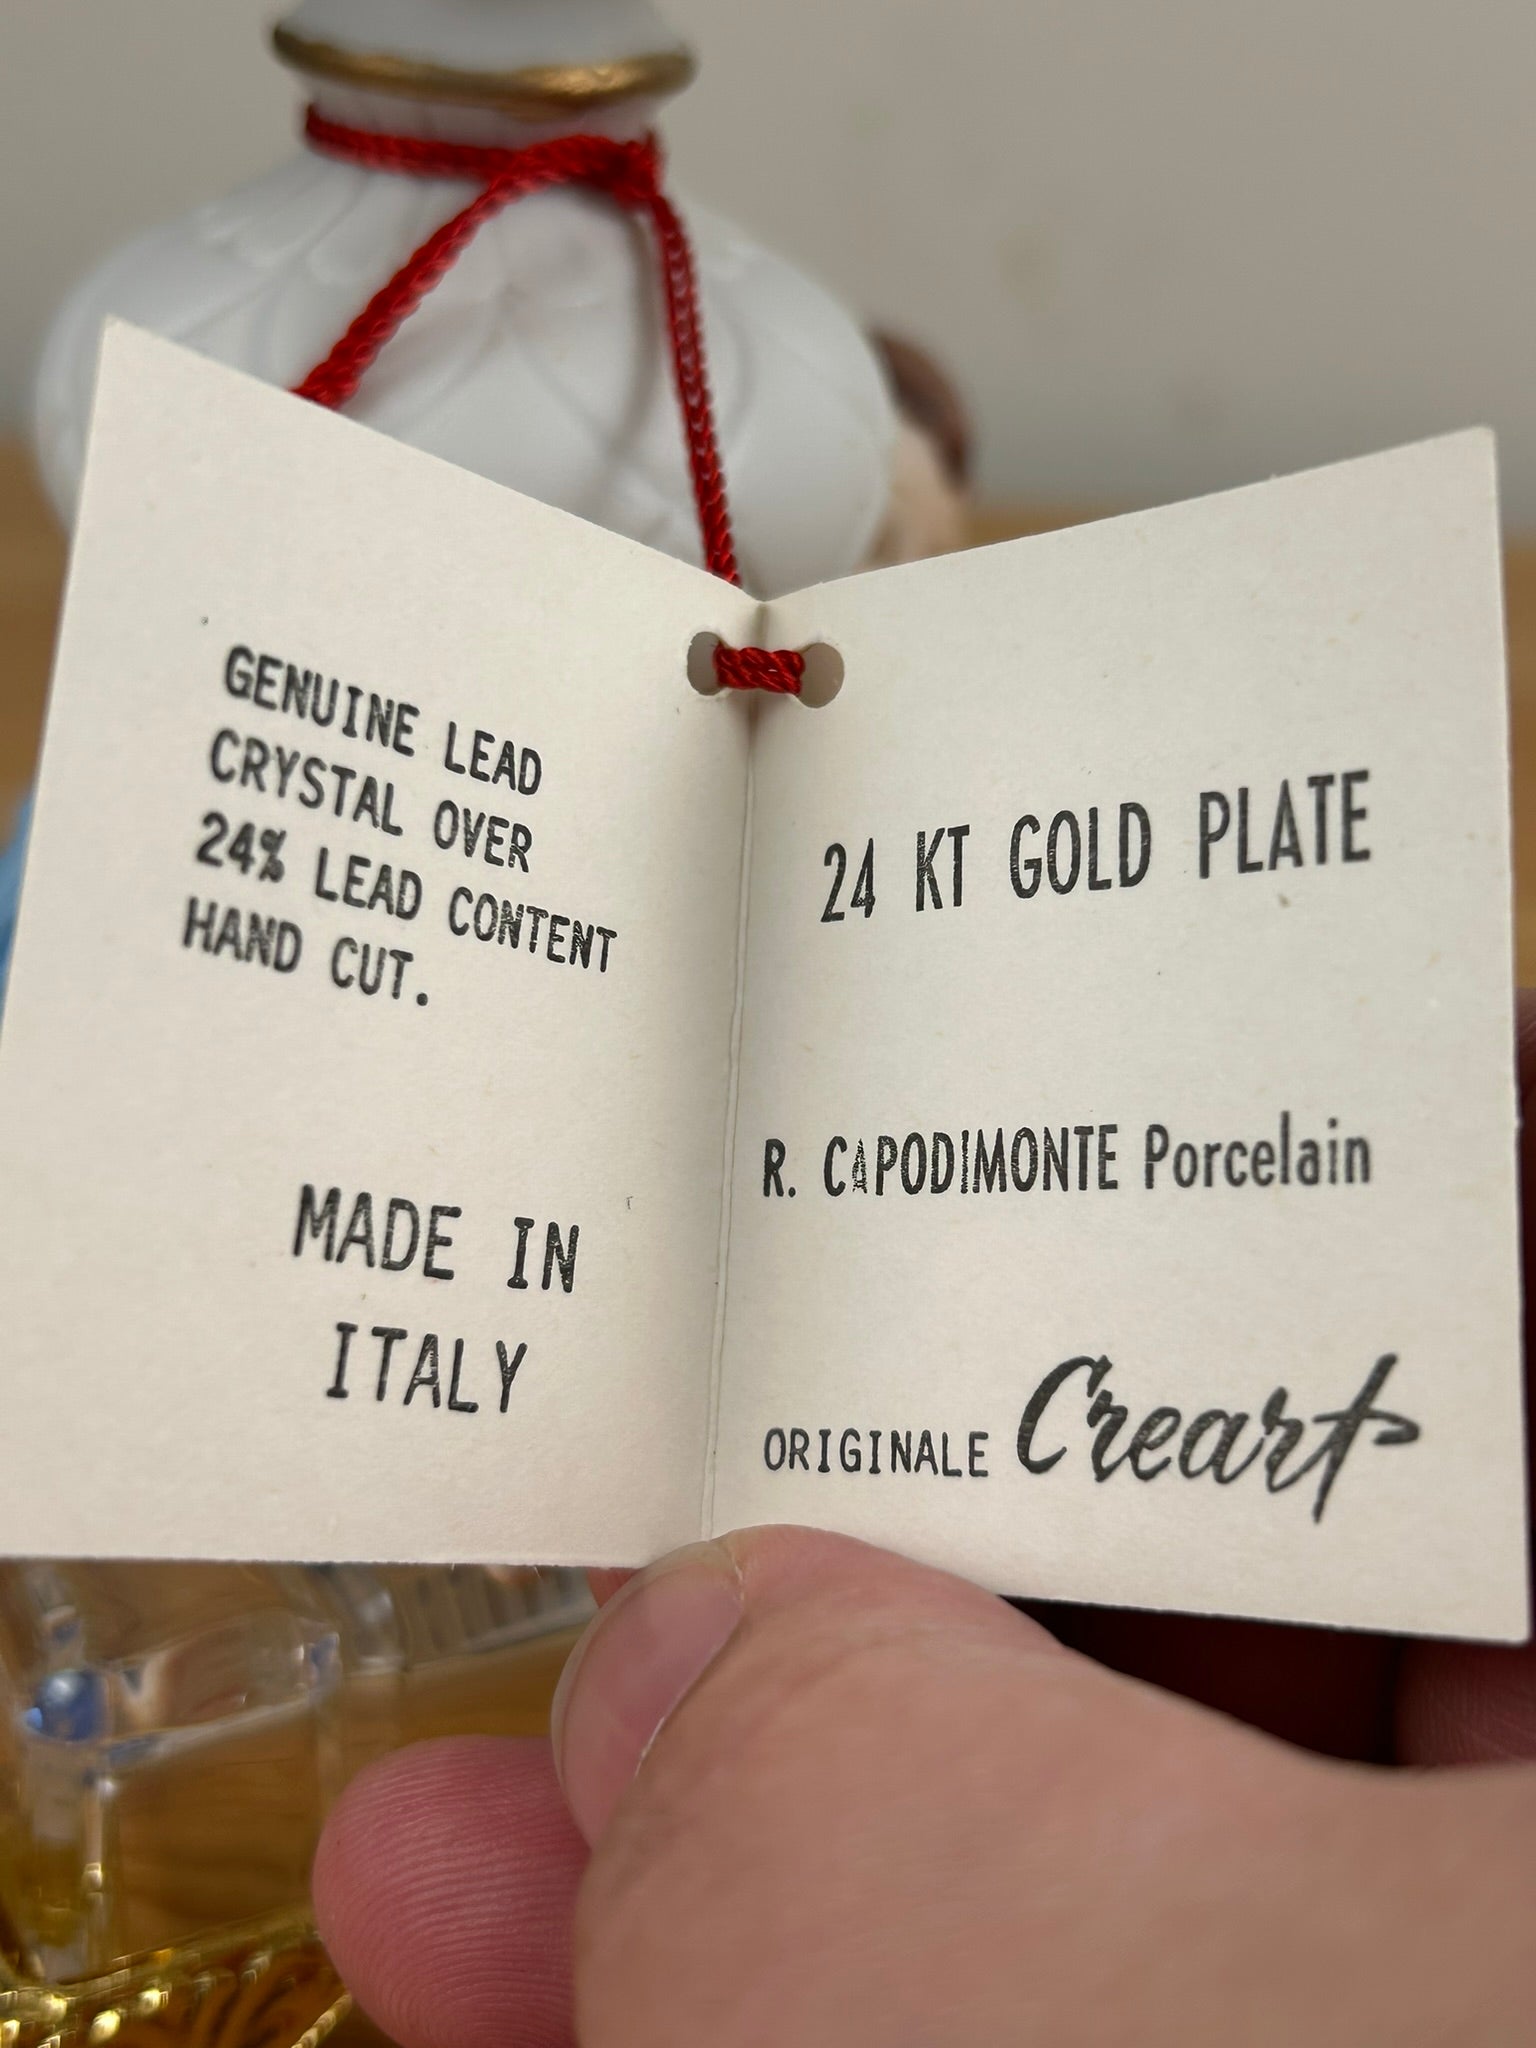 GENUINE LEAD
CRYSTAL OVER
24% LEAD CONTENT
HAND CUT.
MADE IN
ITALY
24 KT GOLD PLATE
R. CAPODIMONTE Porcelain
ORIGINALE Creart